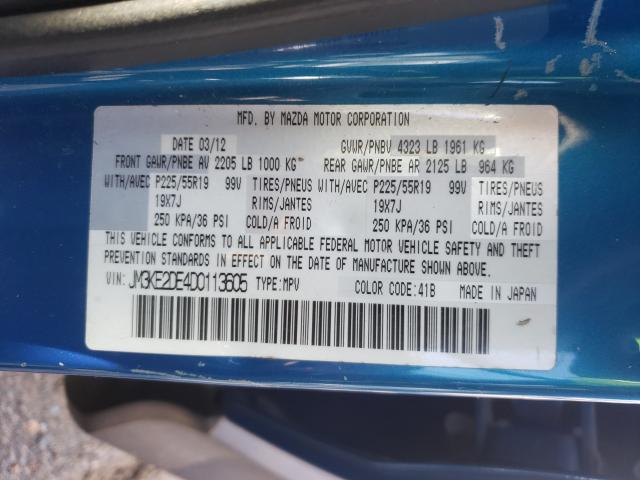 MFD. BY MAZDA MOTOR CORPORATION
DATE 03/12 GVWR/PNBV 4323 LB 1961 KG
FRONT GAWR/PNBE AV 2205 LB 1000 KG REAR GAWR/PNBE AR 2125 LB 964 KG
WITH/AVEC P225/55R19 99V TIRES/PNEUS WITH/AVEC P225/55R19 99V TIRES/PNEUS
19X7J RIMS/JANTES 19X7J RIMS/JANTES
250 KPA/36 PSI COLD/A FROID 250 KPA/36 PSI COLD/A FROID
THIS VEHICLE CONFORMS TO ALL APPLICABLE FEDERAL MOTOR VEHICLE SAFETY AND THEFT
PREVENTION STANDARDS IN EFFECT ON THE DATE OF MANUFACTURE SHOWN ABOVE.
VIN: JM3KE2DE4D0113605 TYPE:MPV COLOR CODE:41B MADE IN JAPAN